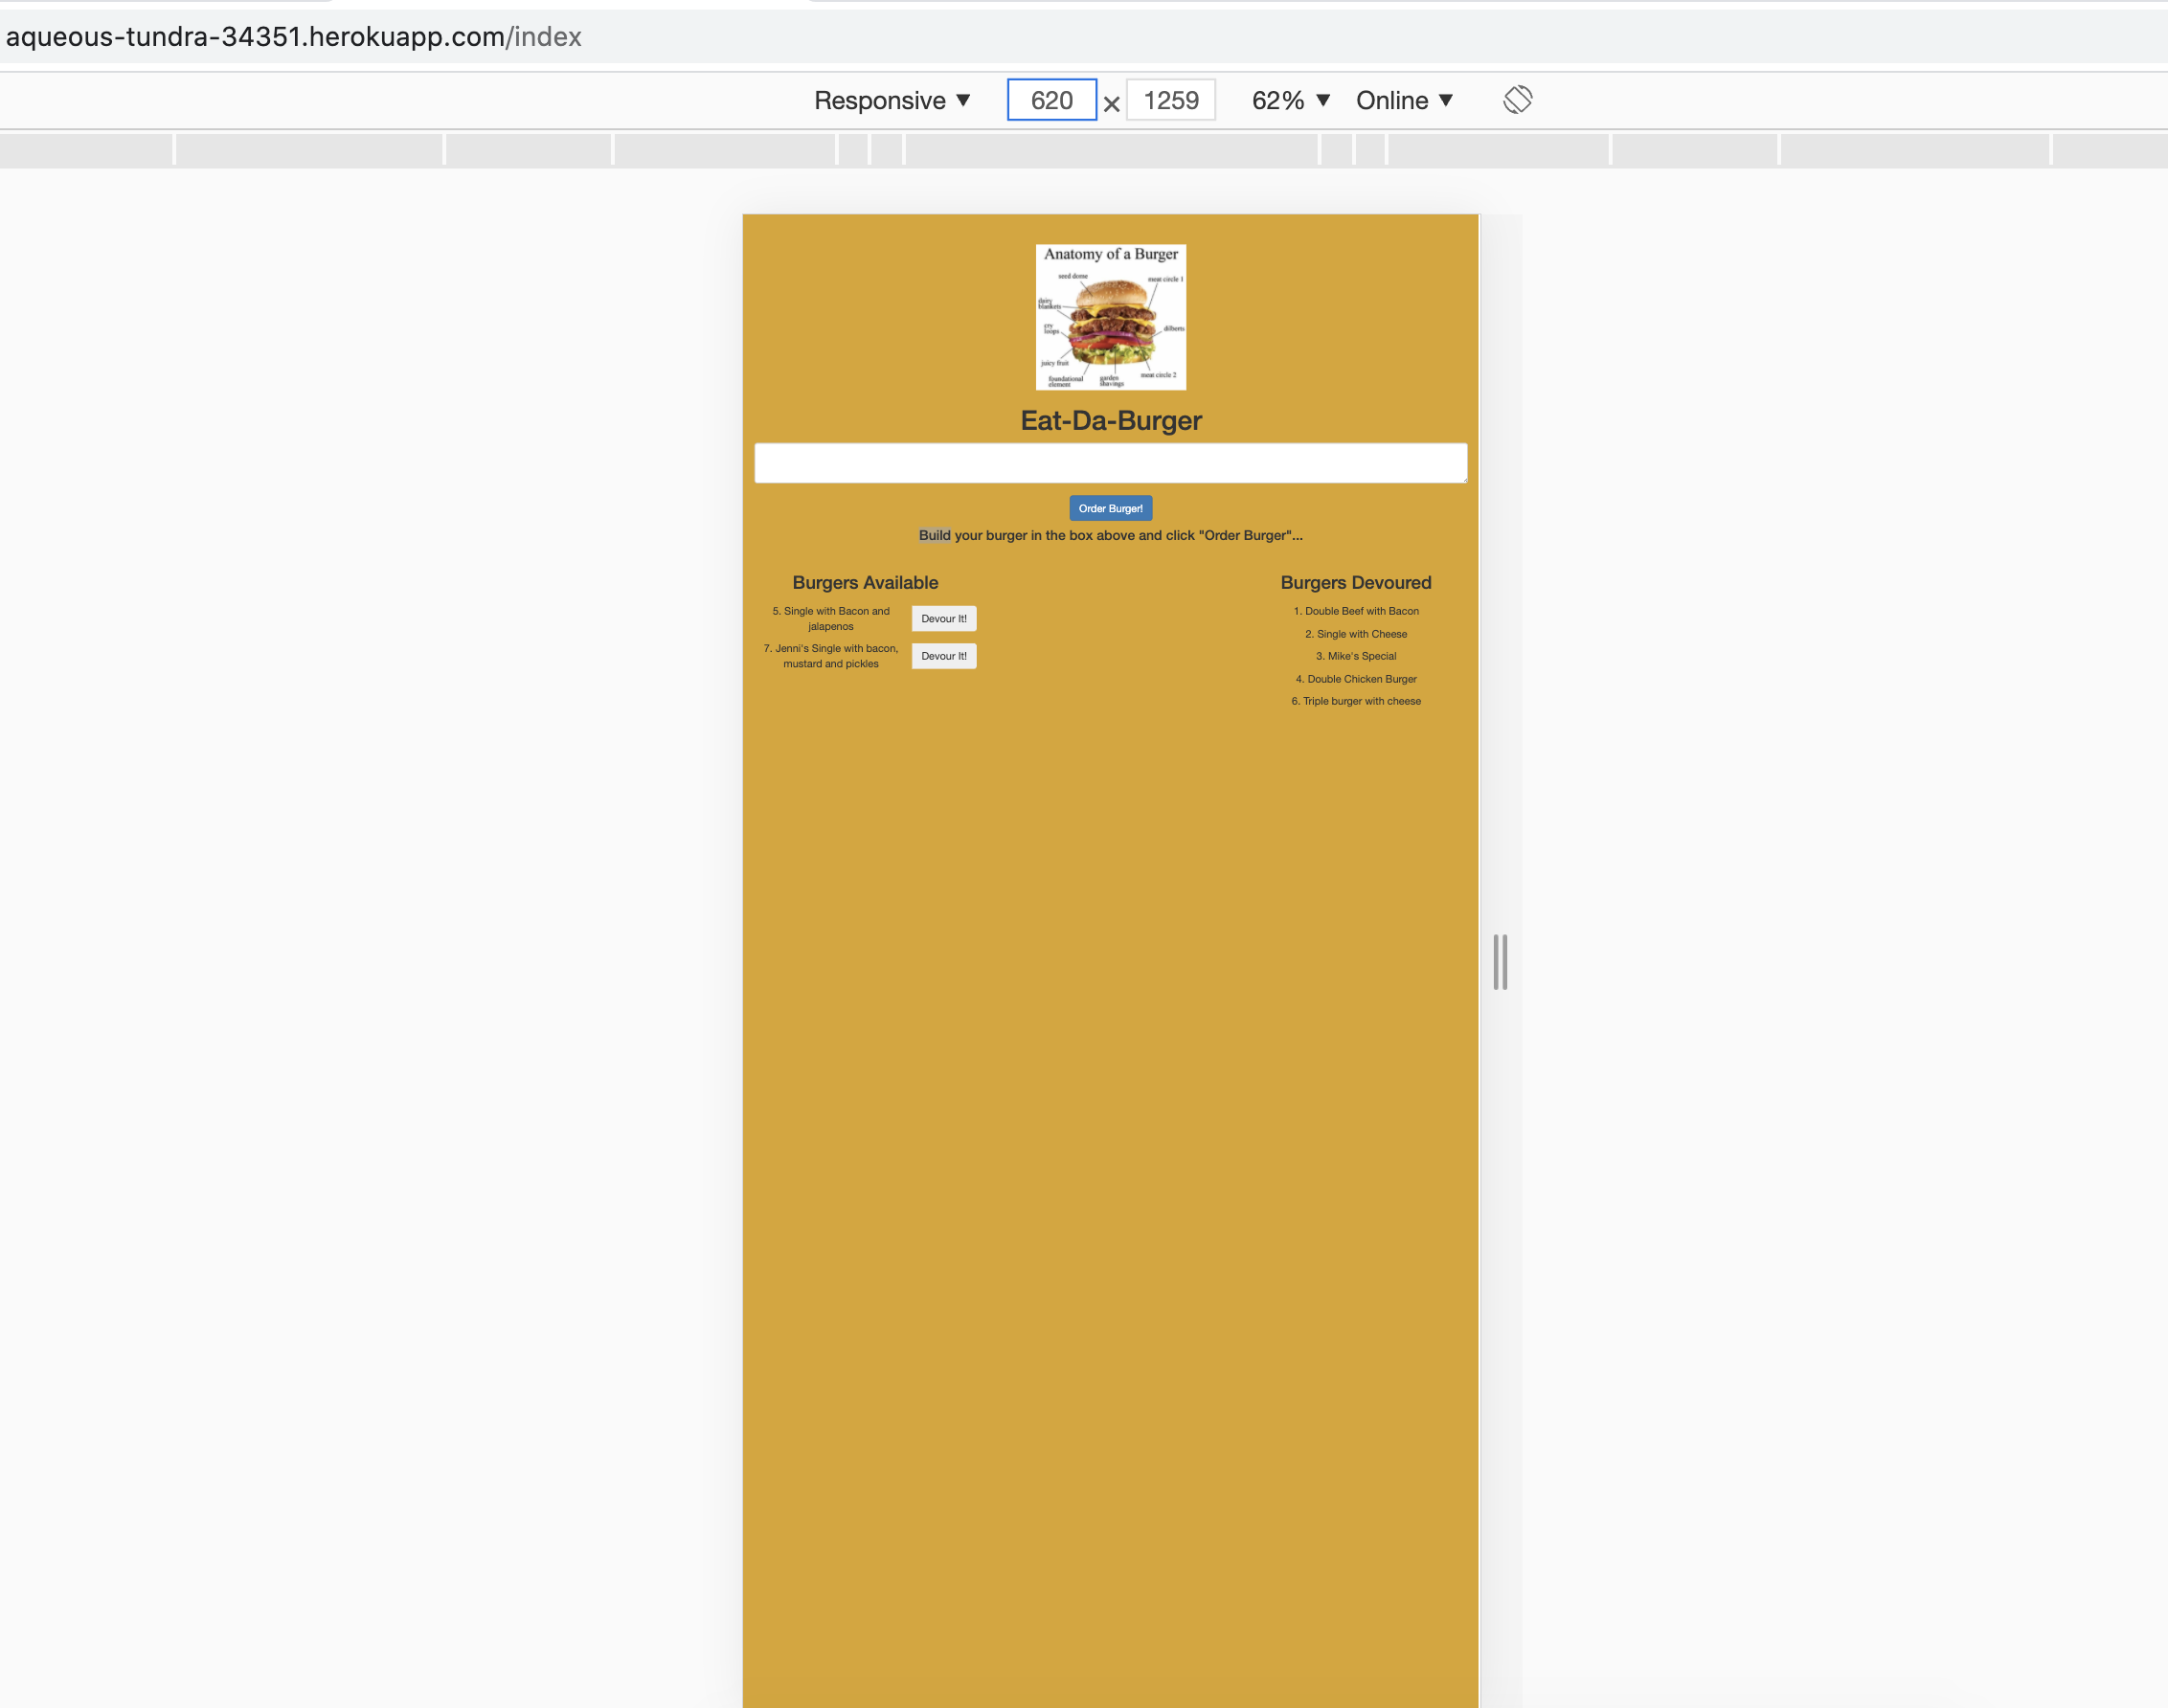 aqueous-tundra-34351.herokuapp.com/index
Responsive ▼ 620 × 1259 62% ▼ Online ▼
Anatomy of a Burger
seed dome
meat circle 1
dairy
blankets
cry
loops
dilberts
juicy fruit
foundational
element
garden
shavings
meat circle 2
Eat-Da-Burger
Order Burger!
Build your burger in the box above and click "Order Burger"...
Burgers Available
5. Single with Bacon and
jalapenos
Devour It!
7. Jenni's Single with bacon,
mustard and pickles
Devour It!
Burgers Devoured
1. Double Beef with Bacon
2. Single with Cheese
3. Mike's Special
4. Double Chicken Burger
6. Triple burger with cheese